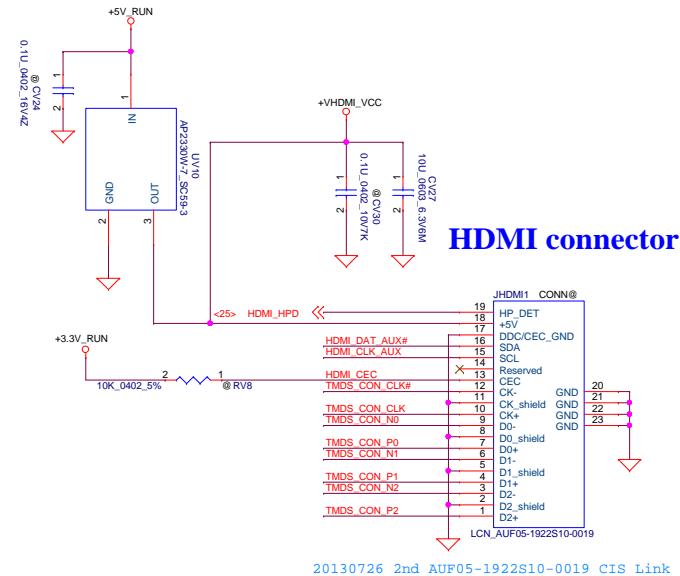 +5V_RUN
0.1U_0402_16V4Z
@ CV24
1
2
1
IN
UV10
AP2330W-7_SC59-3
GND
OUT
2
3
+VHDMI_VCC
1
2
0.1U_0402_10V7K
@ CV30
1
2
10U_0603_6.3V6M
CV27
HDMI connector
JHDMI1 CONN@
<25> HDMI_HPD
19 HP_DET
18 +5V
17 DDC/CEC_GND
HDMI_DAT_AUX# 16 SDA
HDMI_CLK_AUX 15 SCL
14 Reserved
+3.3V_RUN
10K_0402_5% 2 1 @ RV8
HDMI_CEC 13 CEC
TMDS_CON_CLK# 12 CK- GND 20
11 CK_shield GND 21
TMDS_CON_CLK 10 CK+ GND 22
TMDS_CON_N0 9 D0- GND 23
8 D0_shield
TMDS_CON_P0 7 D0+
TMDS_CON_N1 6 D1-
5 D1_shield
TMDS_CON_P1 4 D1+
TMDS_CON_N2 3 D2-
2 D2_shield
TMDS_CON_P2 1 D2+
LCN_AUF05-1922S10-0019
20130726 2nd AUF05-1922S10-0019 CIS Link